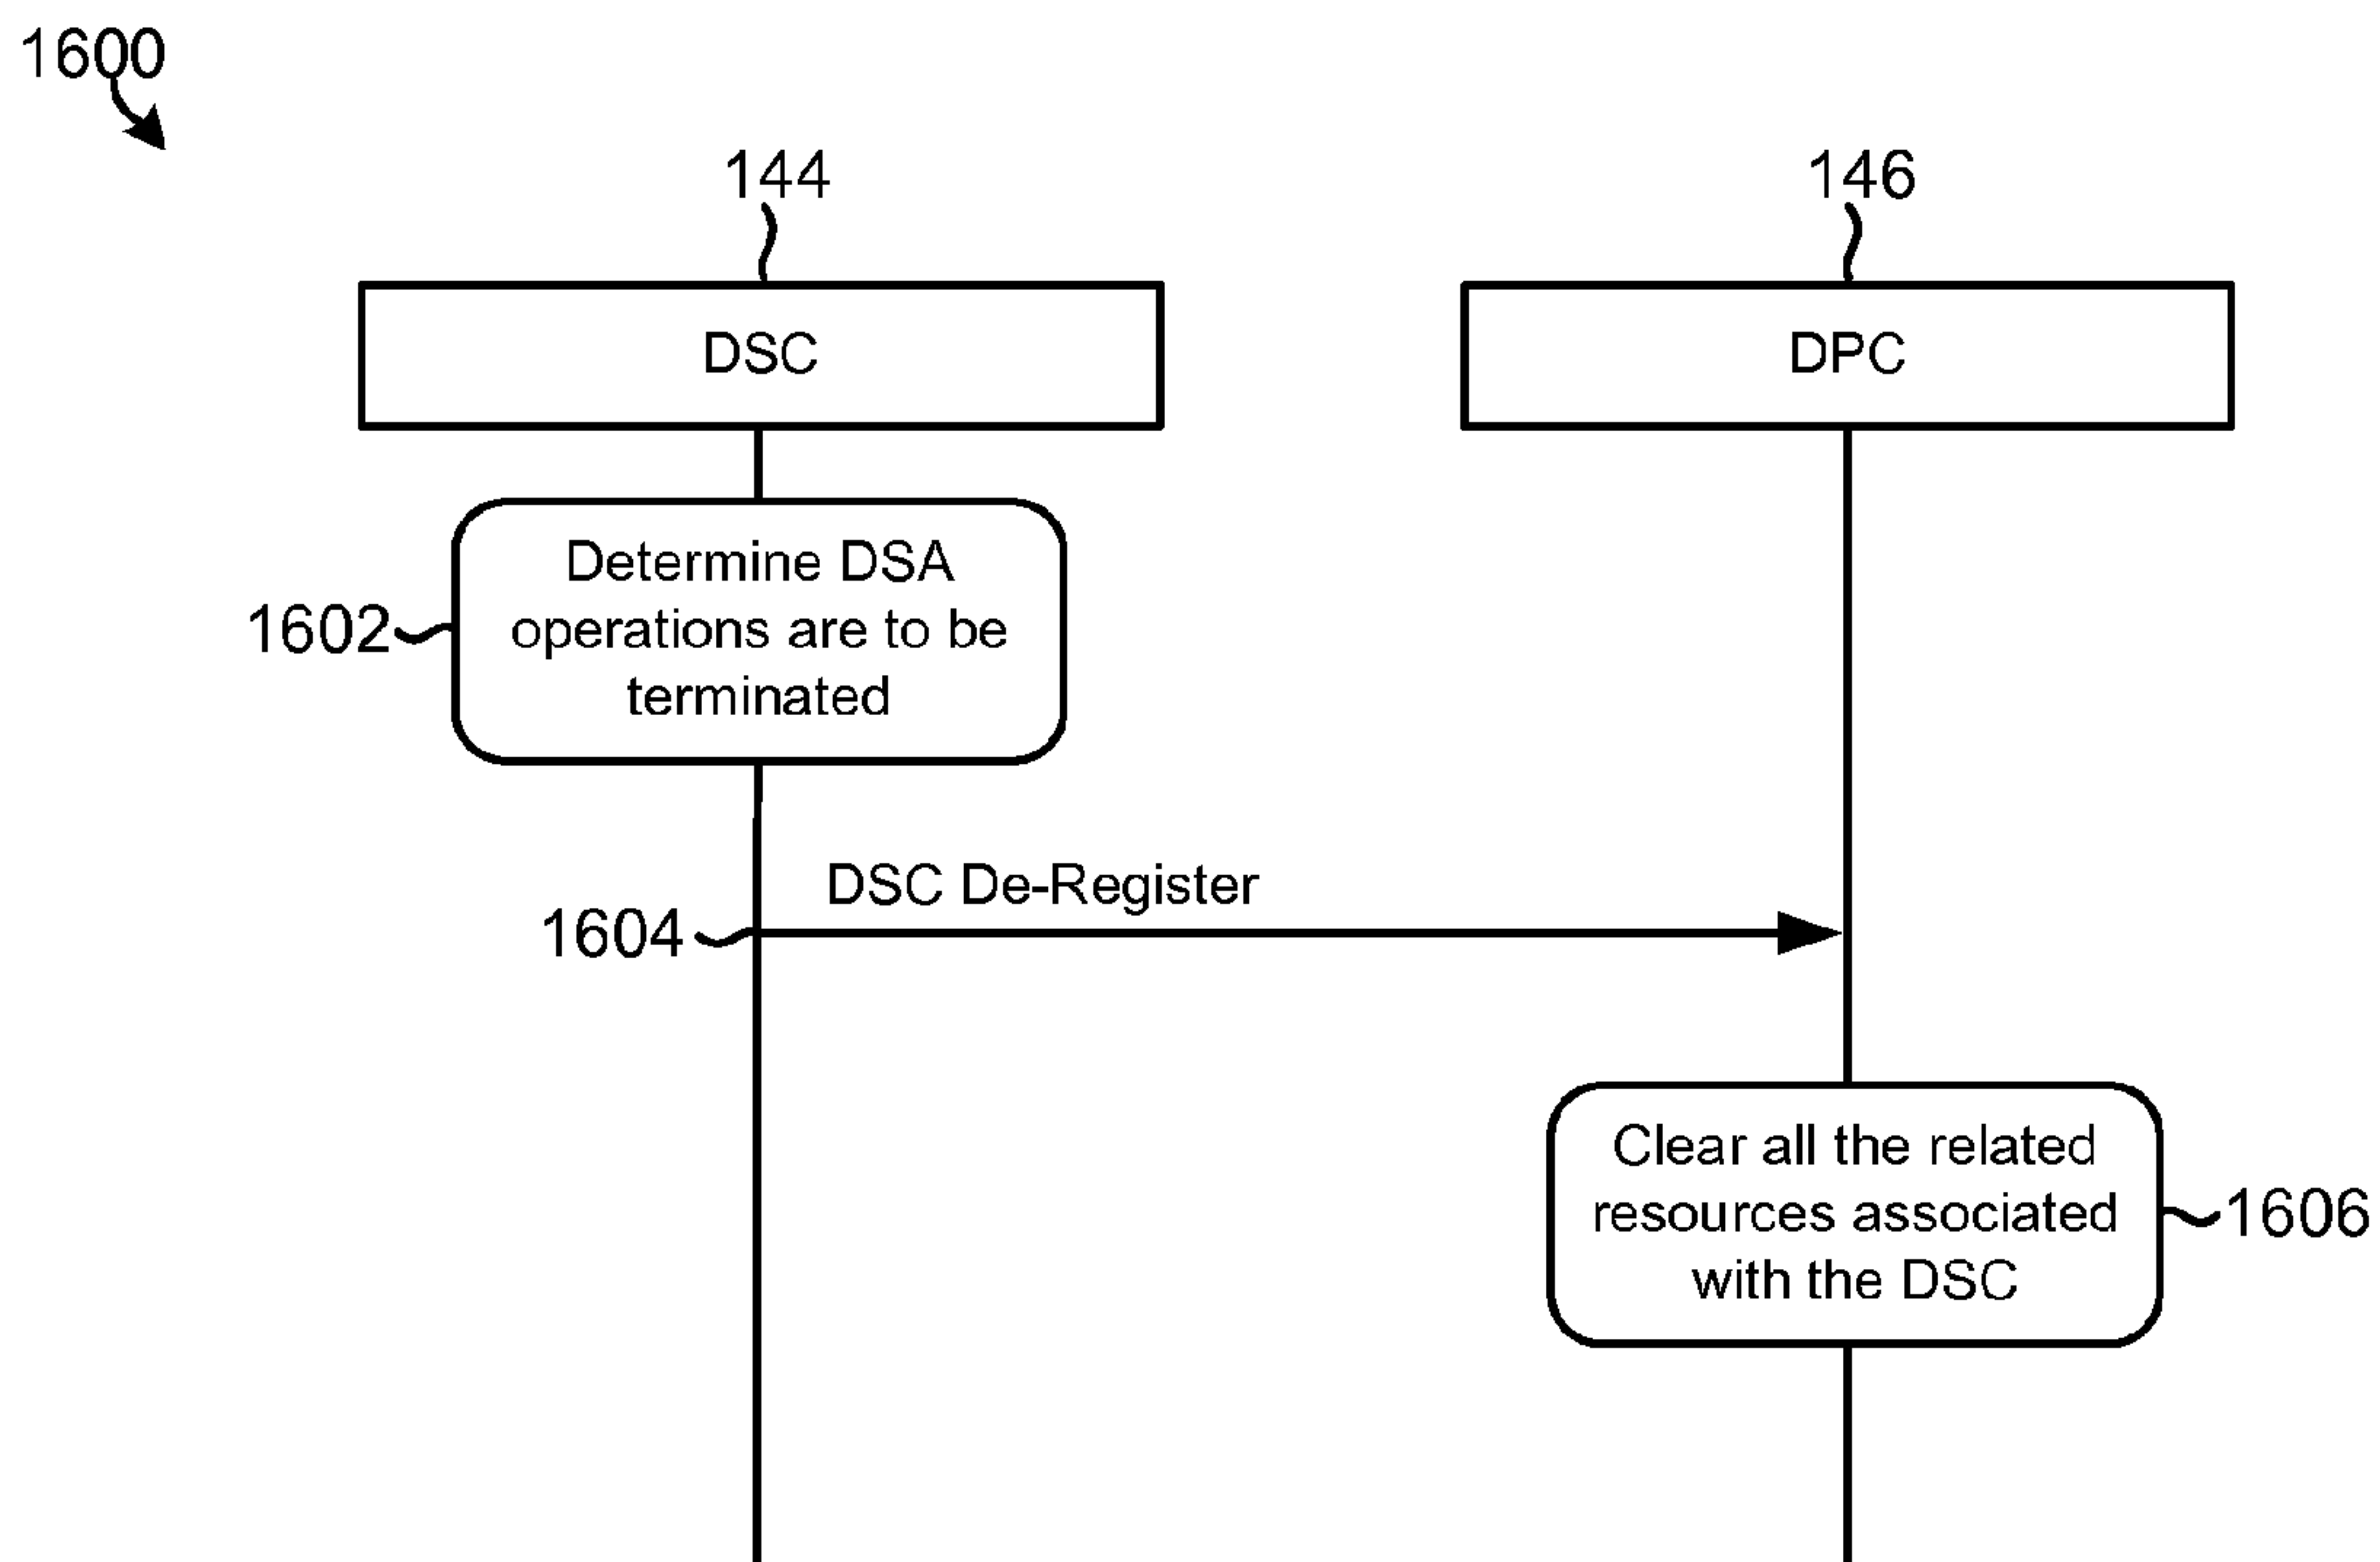 1600
144
146
DSC
DPC
Determine DSA
operations are to be
terminated
1602
DSC De-Register
1604
Clear all the related
resources associated
with the DSC
1606